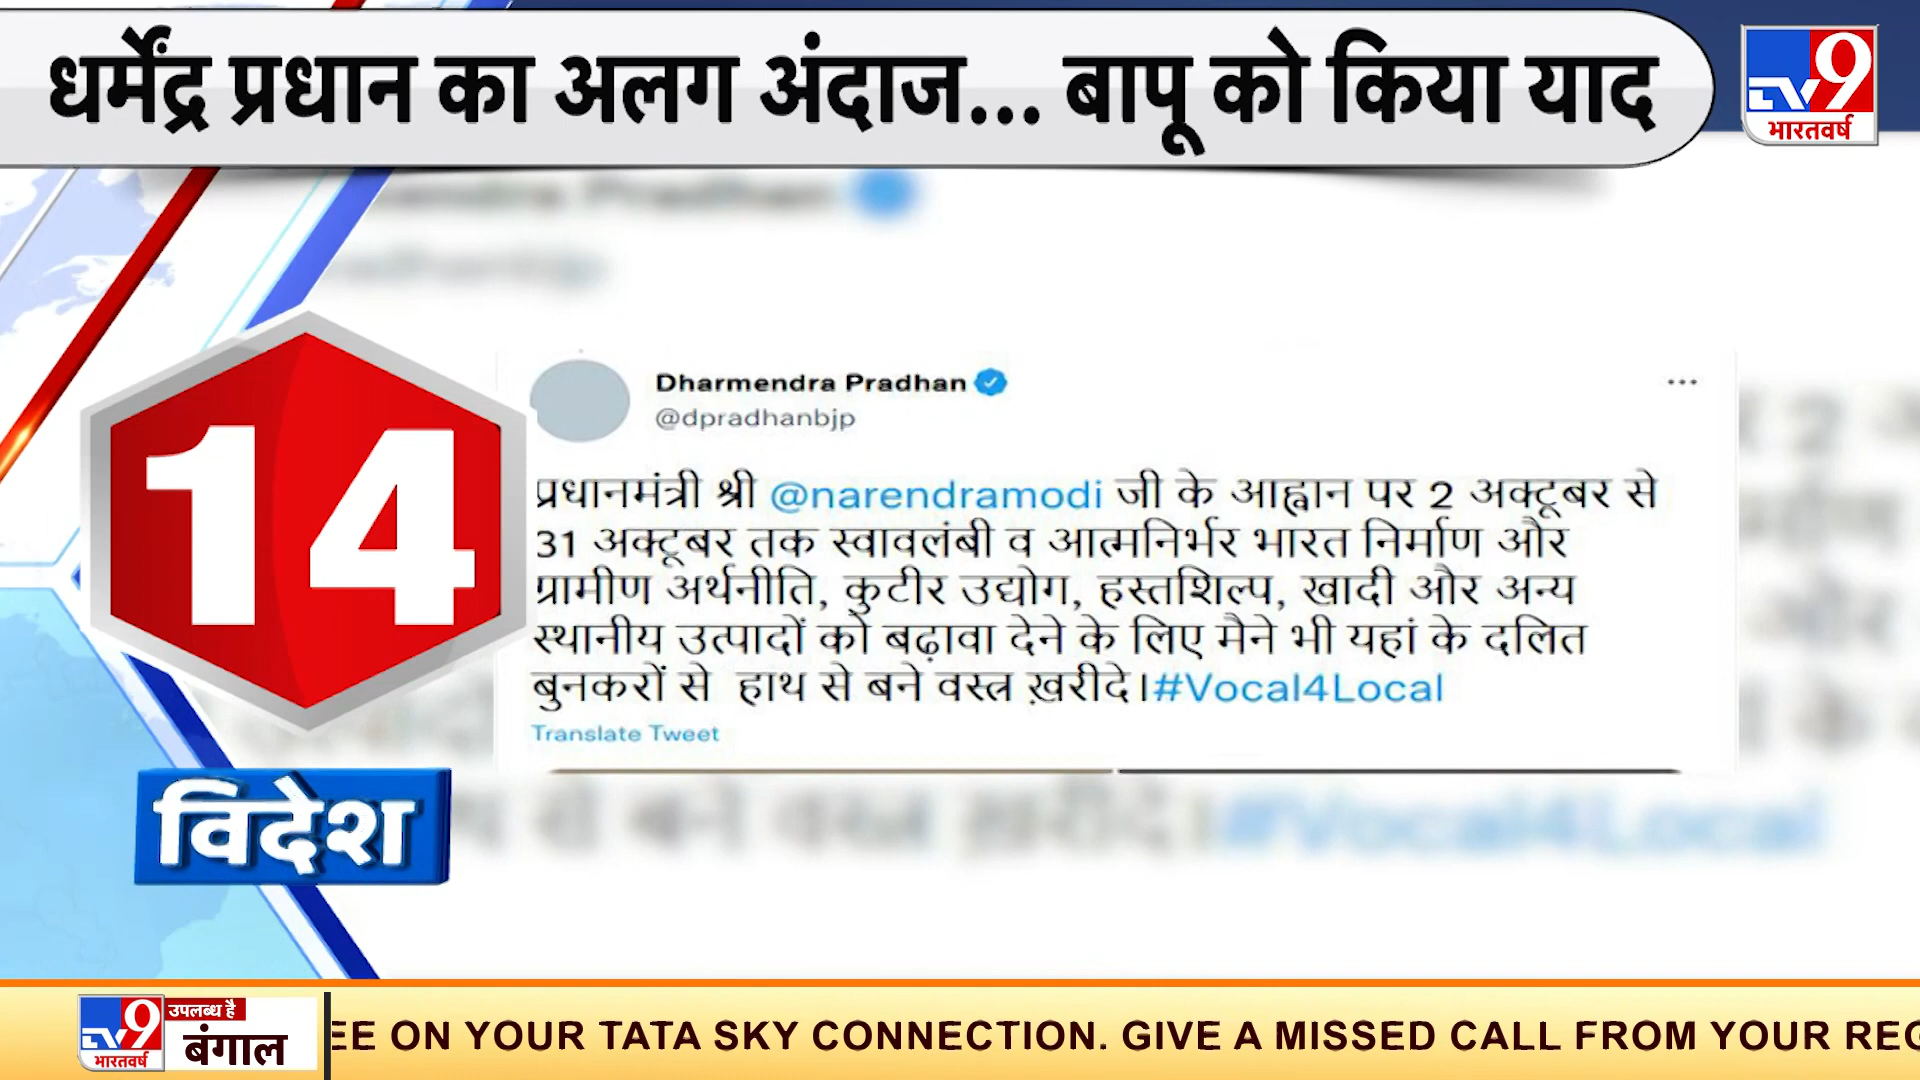 धर्मेंद्र प्रधान का अलग अंदाज... बापू को किया याद
TV9
भारतवर्ष
14
विदेश
Dharmendra Pradhan
@dpradhanbjp
प्रधानमंत्री श्री @narendramodi जी के आह्वान पर 2 अक्टूबर से
31 अक्टूबर तक स्वावलंबी व आत्मनिर्भर भारत निर्माण और
ग्रामीण अर्थनीति, कुटीर उद्योग, हस्तशिल्प, खादी और अन्य
स्थानीय उत्पादों को बढ़ावा देने के लिए मैने भी यहां के दलित
बुनकरों से हाथ से बने वस्त्र ख़रीदे।#Vocal4Local
Translate Tweet
TV9
भारतवर्ष
उपलब्ध है
बंगाल
EE ON YOUR TATA SKY CONNECTION. GIVE A MISSED CALL FROM YOUR REG